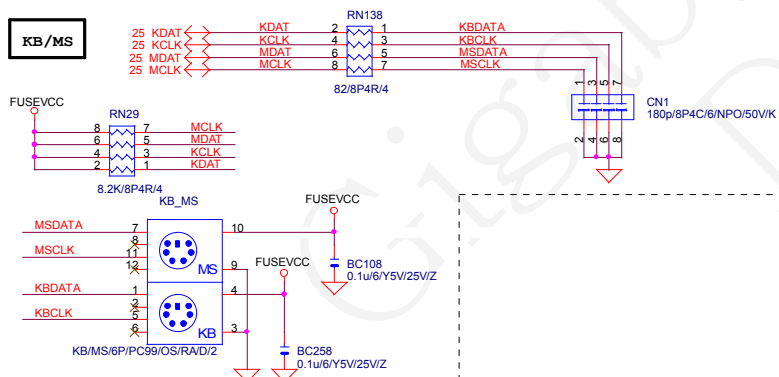 KB/MS
RN138
25 KDAT KDAT 2 1 KBDATA
25 KCLK KCLK 4 3 KBCLK
25 MDAT MDAT 6 5 MSDATA
25 MCLK MCLK 8 7 MSCLK
82/8P4R/4
1 3 5 7
CN1
180p/8P4C/6/NPO/50V/K
2 4 6 8
FUSEVCC
RN29
8 7 MCLK
6 5 MDAT
4 3 KCLK
2 1 KDAT
8.2K/8P4R/4
KB_MS
FUSEVCC
MSDATA 7 10
8
MSCLK 11
12 MS 9
BC108
0.1u/6/Y5V/25V/Z
FUSEVCC
KBDATA 1 4
2
KBCLK 5
6 KB 3
KB/MS/6P/PC99/OS/RA/D/2
BC258
0.1u/6/Y5V/25V/Z